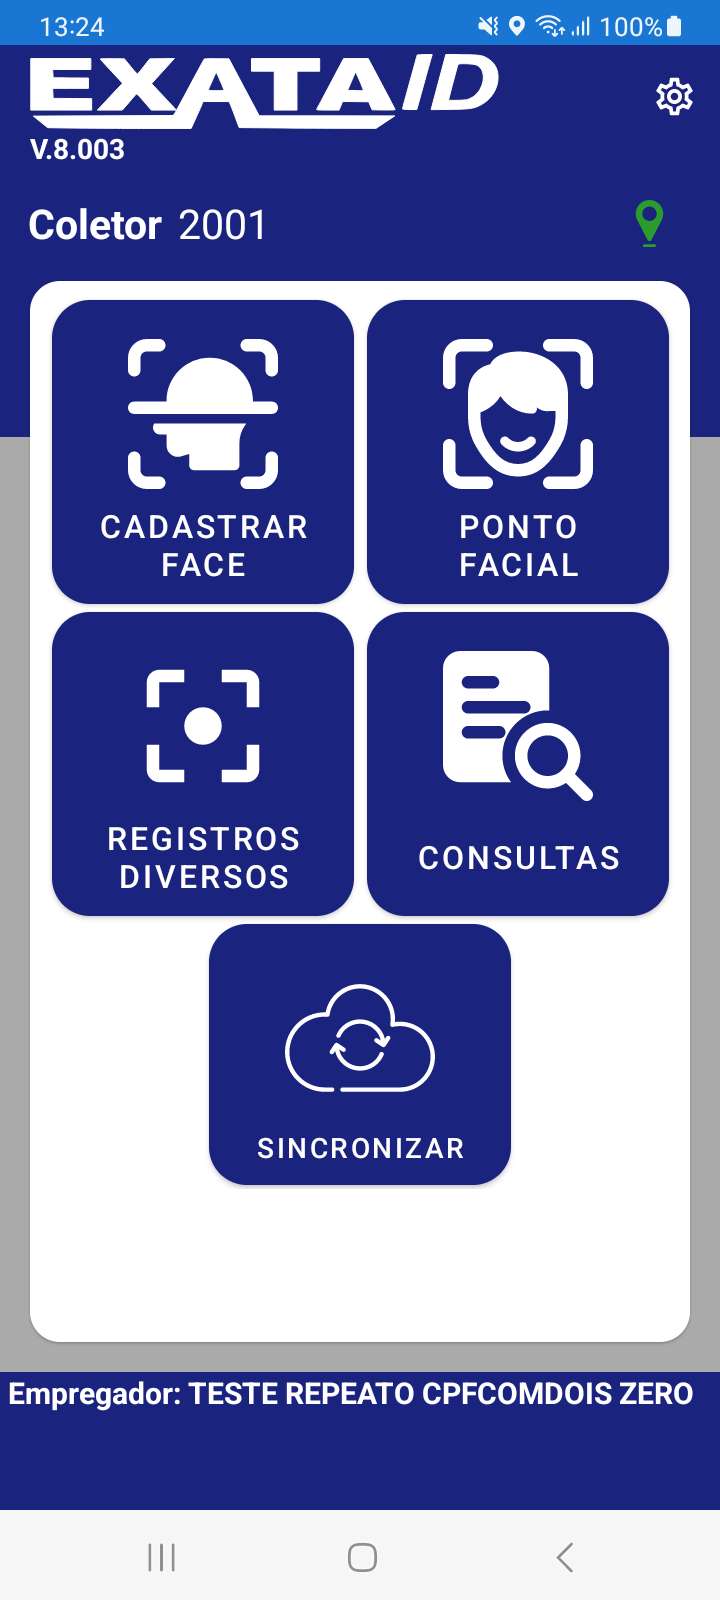 13:24
100%
EXATA ID
V.8.003
Coletor 2001
CADASTRAR
FACE
PONTO
FACIAL
REGISTROS
DIVERSOS
CONSULTAS
SINCRONIZAR
Empregador: TESTE REPEATO CPFCOMDOIS ZERO